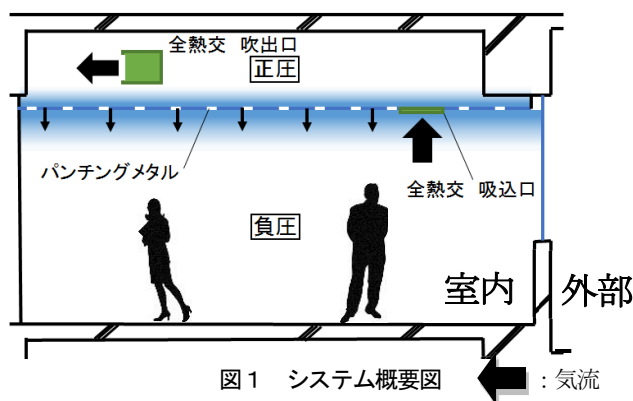 全熱交 吹出口
正圧
パンチングメタル
全熱交 吸込口
負圧
室内 外部
図1 システム概要図 : 気流